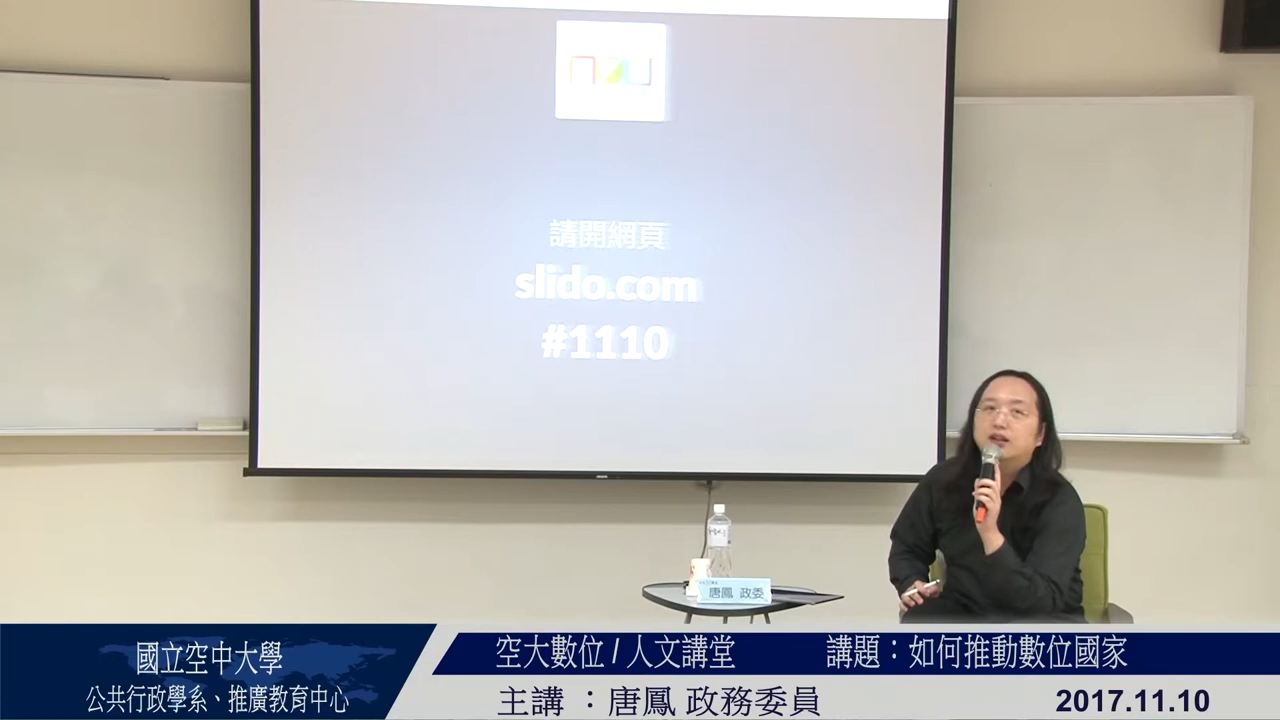 nou
請開網頁
slido.com
#1110
唐鳳 政委
國立空中大學
公共行政學系、推廣教育中心
空大數位 / 人文講堂
講題：如何推動數位國家
主講 ：唐鳳 政務委員
2017.11.10